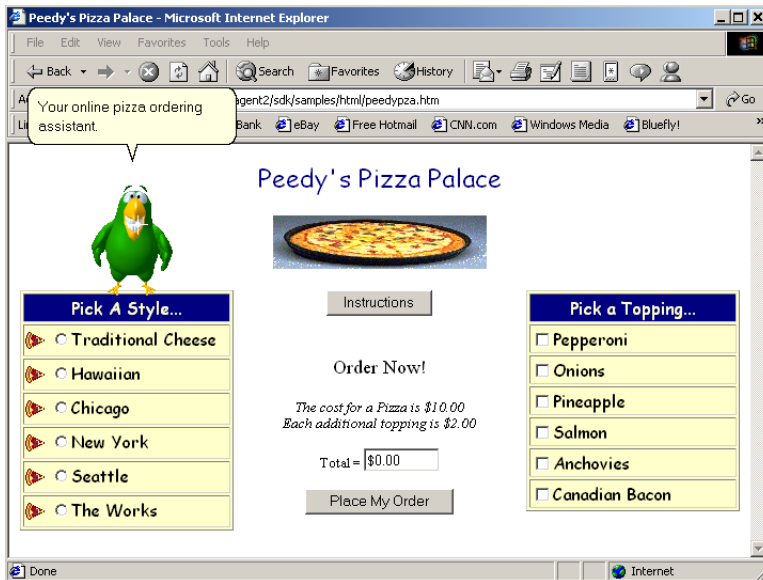 Peedy's Pizza Palace - Microsoft Internet Explorer
File Edit View Favorites Tools Help
Back Search Favorites History
agent2/sdk/samples/html/peedypza.htm Go
Bank eBay Free Hotmail CNN.com Windows Media Bluefly!
Your online pizza ordering
assistant.
Peedy's Pizza Palace
Pick A Style...
Traditional Cheese
Hawaiian
Chicago
New York
Seattle
The Works
Instructions
Order Now!
The cost for a Pizza is $10.00
Each additional topping is $2.00
Total = $0.00
Place My Order
Pick a Topping...
Pepperoni
Onions
Pineapple
Salmon
Anchovies
Canadian Bacon
Done Internet